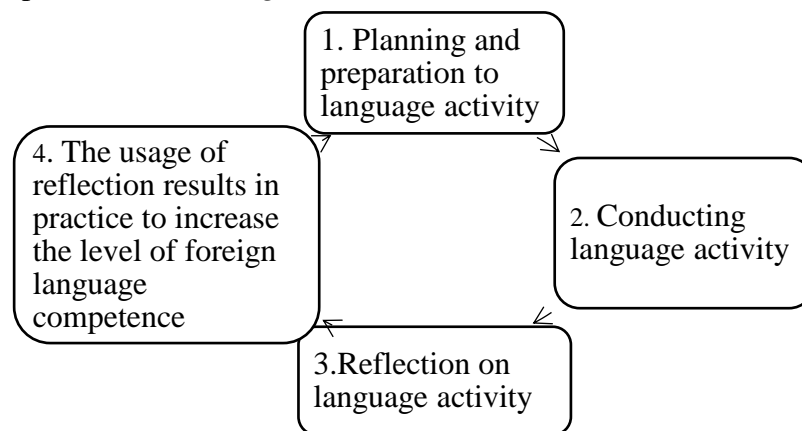 1. Planning and
preparation to
language activity
2. Conducting
language activity
3.Reflection on
language activity
4. The usage of
reflection results in
practice to increase
the level of foreign
language
competence